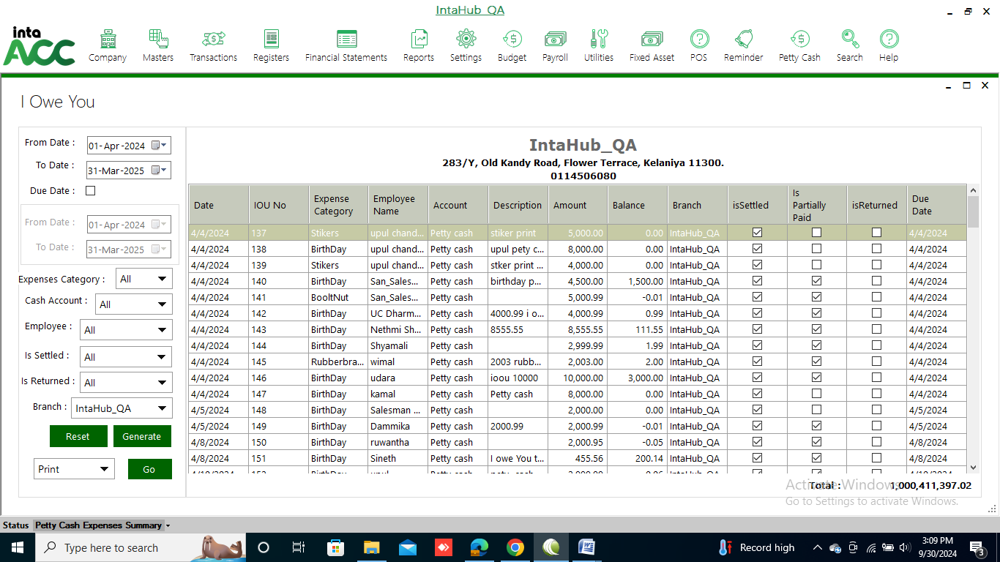 IntaHub_QA
inta
ACC
Company Masters Transactions Registers Financial Statements Reports Settings Budget Payroll Utilities Fixed Asset POS Reminder Petty Cash Search Help
I Owe You
From Date : 01-Apr-2024
To Date : 31-Mar-2025
Due Date :
From Date : 01-Apr-2024
To Date : 31-Mar-2025
Expenses Category : All
Cash Account : All
Employee : All
Is Settled : All
Is Returned : All
Branch : IntaHub_QA
Reset Generate
Print Go
IntaHub_QA
283/Y, Old Kandy Road, Flower Terrace, Kelaniya 11300.
0114506080
Date IOU No Expense Category Employee Name Account Description Amount Balance Branch isSettled Is Partially Paid isReturned Due Date
4/4/2024 137 Stikers upul chand... Petty cash stiker print 5,000.00 0.00 IntaHub_QA 4/4/2024
4/4/2024 138 BirthDay upul chand... Petty cash upul pety c... 8,000.00 0.00 IntaHub_QA 4/4/2024
4/4/2024 139 Stikers upul chand... Petty cash stker print ... 4,000.00 0.00 IntaHub_QA 4/4/2024
4/4/2024 140 BirthDay San_Sales... Petty cash birthday p... 4,500.00 1,500.00 IntaHub_QA 4/4/2024
4/4/2024 141 BooltNut San_Sales... Petty cash 5,000.99 -0.01 IntaHub_QA 4/4/2024
4/4/2024 142 BirthDay UC Dharm... Petty cash 4000.99 i o... 4,000.99 0.99 IntaHub_QA 4/4/2024
4/4/2024 143 BirthDay Nethmi Sh... Petty cash 8555.55 8,555.55 111.55 IntaHub_QA 4/4/2024
4/4/2024 144 BirthDay Shyamali Petty cash 2,999.99 1.99 IntaHub_QA 4/4/2024
4/4/2024 145 Rubberbra... wimal Petty cash 2003 rubb... 2,003.00 2.00 IntaHub_QA 4/4/2024
4/4/2024 146 BirthDay udara Petty cash ioou 10000 10,000.00 3,000.00 IntaHub_QA 4/4/2024
4/4/2024 147 BirthDay kamal Petty cash Petty cash 8,000.00 0.00 IntaHub_QA 4/4/2024
4/5/2024 148 BirthDay Salesman ... Petty cash 2,000.00 0.00 IntaHub_QA 4/5/2024
4/5/2024 149 BirthDay Dammika Petty cash 2000.99 2,000.99 -0.01 IntaHub_QA 4/5/2024
4/8/2024 150 BirthDay ruwantha Petty cash 2,000.95 -0.05 IntaHub_QA 4/8/2024
4/8/2024 151 BirthDay Sineth Petty cash I owe You t... 455.56 200.14 IntaHub_QA 4/8/2024
Total : 1,000,411,397.02
Activate Windows
Go to Settings to activate Windows.
Status Petty Cash Expenses Summary
Type here to search
Record high
3:09 PM
9/30/2024
3